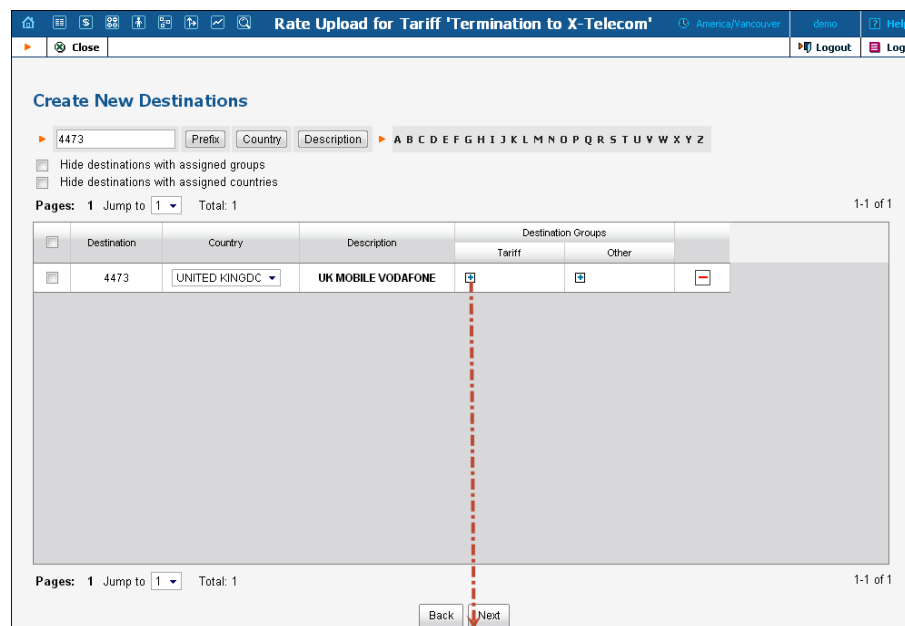 Rate Upload for Tariff 'Termination to X-Telecom' America/Vancouver demo ? Help
Close Logout Log
Create New Destinations
4473 Prefix Country Description A B C D E F G H I J K L M N O P Q R S T U V W X Y Z
Hide destinations with assigned groups
Hide destinations with assigned countries
Pages: 1 Jump to 1 Total: 1 1-1 of 1
Destination Country Description Destination Groups
Tariff Other
4473 UNITED KINGDC UK MOBILE VODAFONE
Pages: 1 Jump to 1 Total: 1 1-1 of 1
Back Next